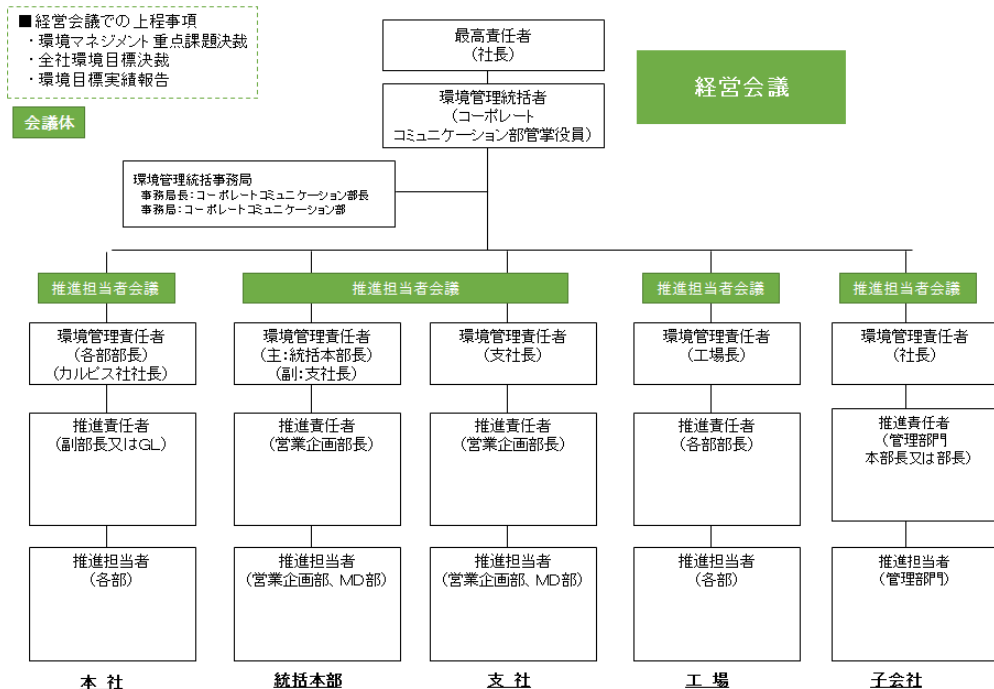 ■経営会議での上程事項
・環境マネジメント重点課題決裁
・全社環境目標決裁
・環境目標実績報告
会議体
最高責任者
(社長)
経営会議
環境管理統括者
(コーポレート
コミュニケーション部管掌役員)
環境管理統括事務局
事務局長:コーポレートコミュニケーション部長
事務局:コーポレートコミュニケーション部
推進担当者会議
推進担当者会議
推進担当者会議
推進担当者会議
環境管理責任者
(各部部長)
(カルピス社社長)
環境管理責任者
(主:統括本部長)
(副:支社長)
環境管理責任者
(支社長)
環境管理責任者
(工場長)
環境管理責任者
(社長)
推進責任者
(副部長又はGL)
推進責任者
(営業企画部長)
推進責任者
(営業企画部長)
推進責任者
(各部部長)
推進責任者
(管理部門
本部長又は部長)
推進担当者
(各部)
推進担当者
(営業企画部、MD部)
推進担当者
(営業企画部、MD部)
推進担当者
(各部)
推進担当者
(管理部門)
本 社
統括本部
支 社
工 場
子会社